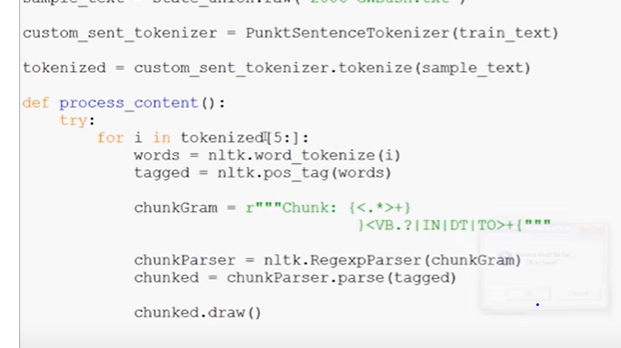 custom_sent_tokenizer = PunktSentenceTokenizer(train_text)
tokenized = custom_sent_tokenizer.tokenize(sample_text)
def process_content():
try:
for i in tokenized[5:]:
words = nltk.word_tokenize(i)
tagged = nltk.pos_tag(words)
chunkGram = r"""Chunk: {<.*>+}
}<VB.?|IN|DT|TO>+{"""
chunkParser = nltk.RegexpParser(chunkGram)
chunked = chunkParser.parse(tagged)
chunked.draw()